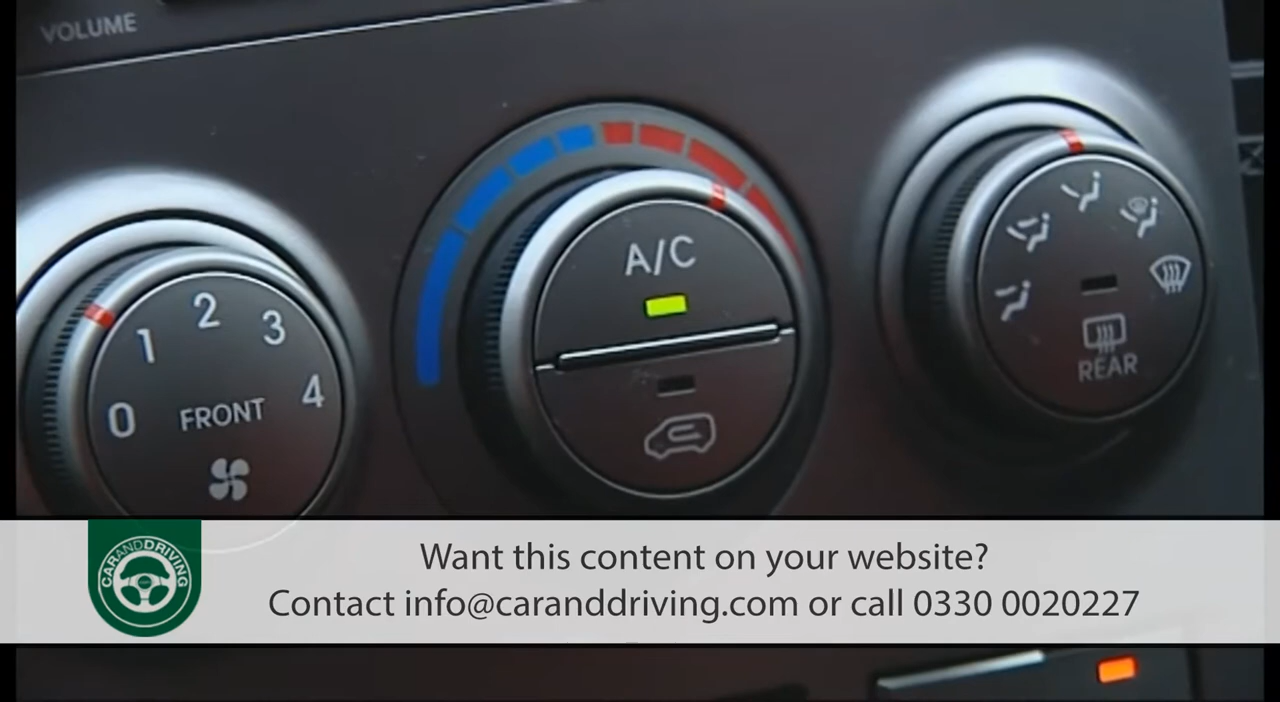 VOLUME
A/C
0 1 2 3 4
FRONT
REAR
CARANDDRIVING
Want this content on your website?
Contact info@caranddriving.com or call 0330 0020227